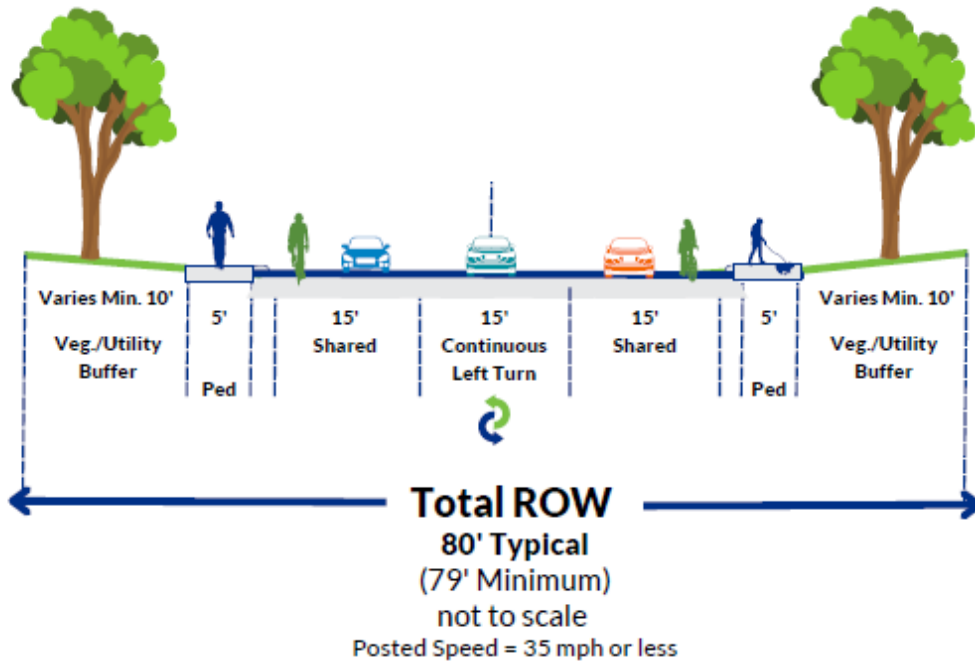 Varies Min. 10'
Veg./Utility
Buffer
5'
Ped
15'
Shared
15'
Continuous
Left Turn
15'
Shared
5'
Ped
Varies Min. 10'
Veg./Utility
Buffer
Total ROW
80' Typical
(79' Minimum)
not to scale
Posted Speed = 35 mph or less